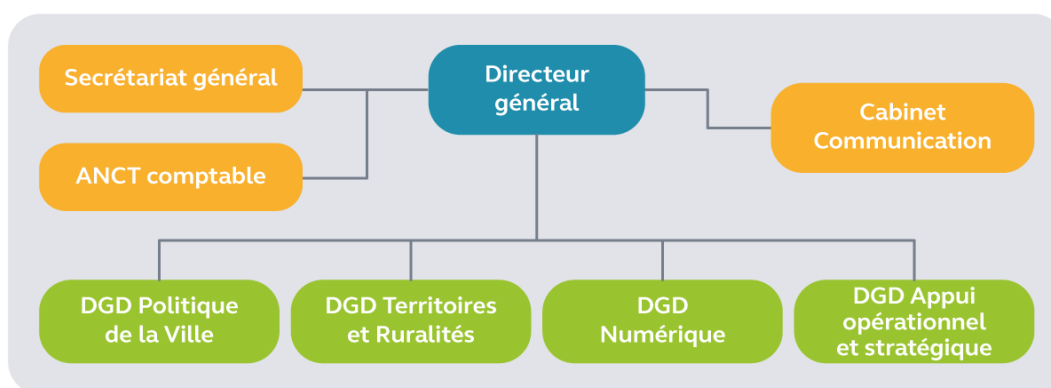 Secrétariat général
Directeur
général
Cabinet
Communication
ANCT comptable
DGD Politique
de la Ville
DGD Territoires
et Ruralités
DGD
Numérique
DGD Appui
opérationnel
et stratégique